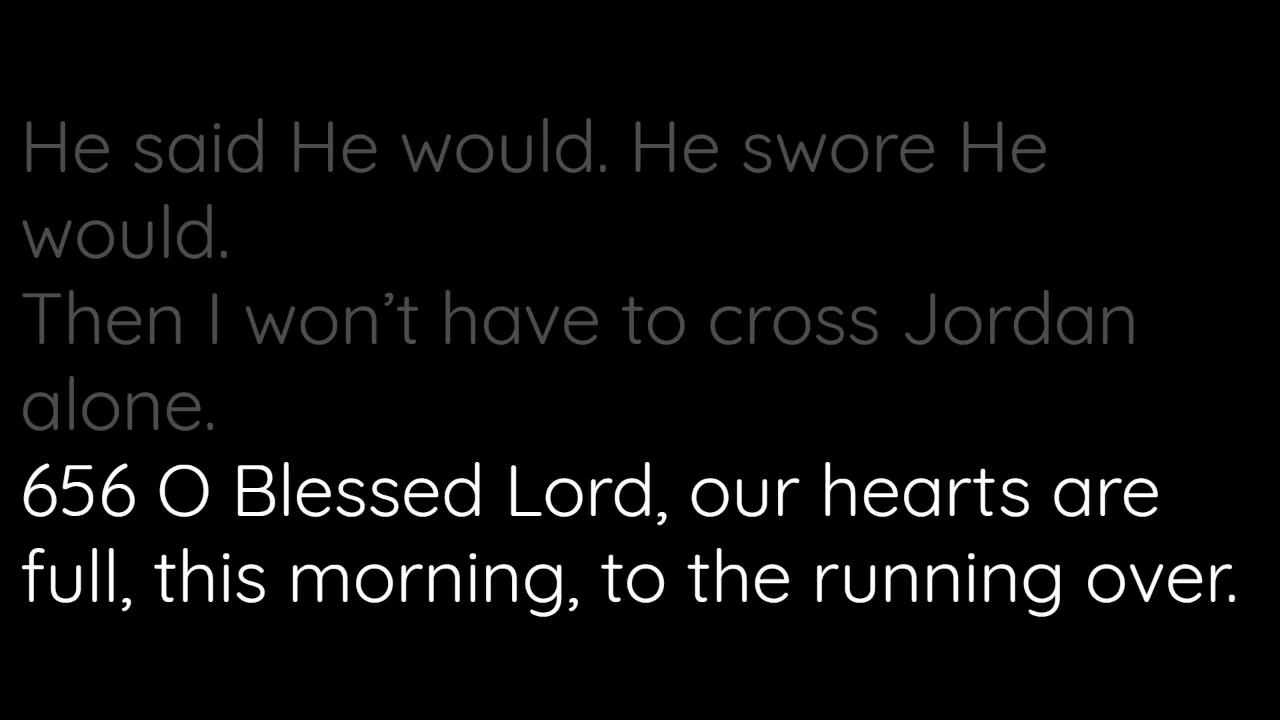 He said He would. He swore He
would.
Then I won’t have to cross Jordan
alone.
656 O Blessed Lord, our hearts are
full, this morning, to the running over.